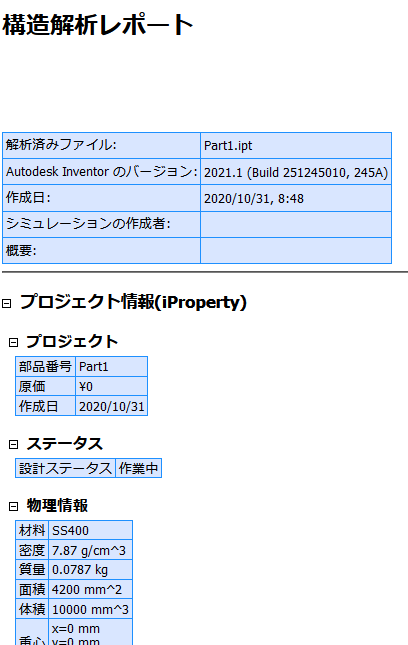 構造解析レポート
解析済みファイル: Part1.ipt
Autodesk Inventor のバージョン: 2021.1 (Build 251245010, 245A)
作成日: 2020/10/31, 8:48
シミュレーションの作成者:
概要:
プロジェクト情報(iProperty)
プロジェクト
部品番号 Part1
原価 ¥0
作成日 2020/10/31
ステータス
設計ステータス 作業中
物理情報
材料 SS400
密度 7.87 g/cm^3
質量 0.0787 kg
面積 4200 mm^2
体積 10000 mm^3
x=0 mm
重心 y=0 mm